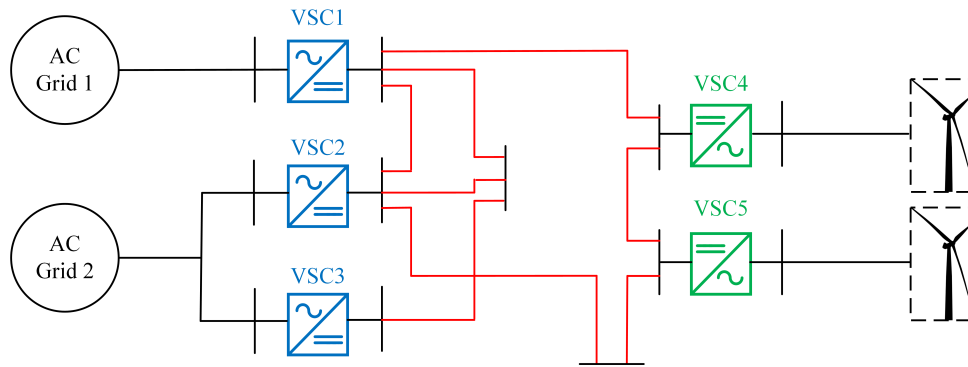 VSC1
AC
Grid 1
VSC4
VSC2
VSC5
AC
Grid 2
VSC3